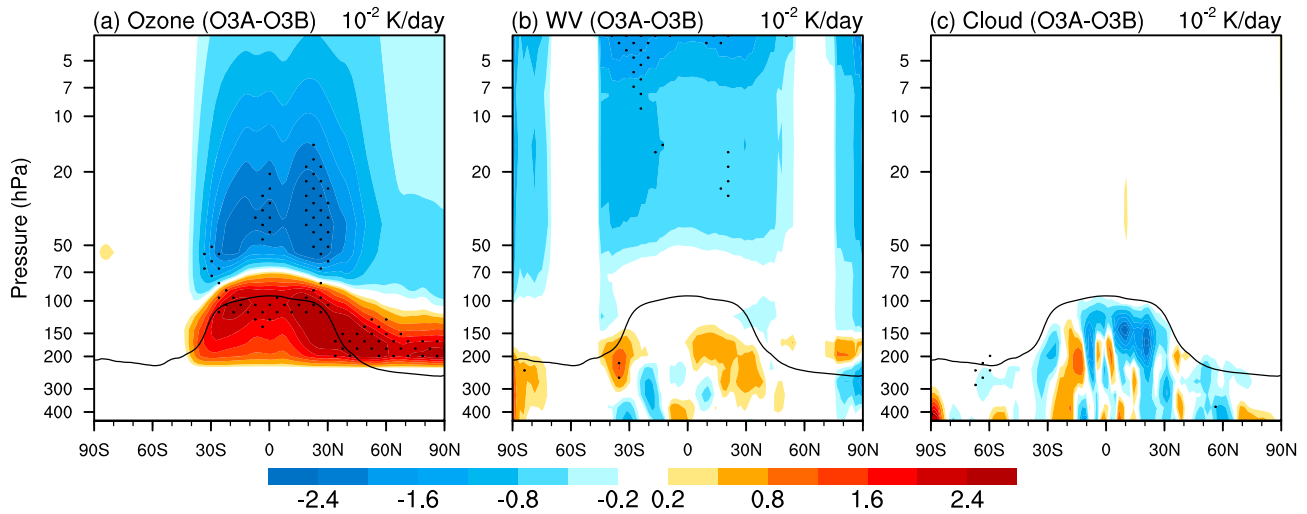 (a) Ozone (O3A-O3B) 10⁻² K/day (b) WV (O3A-O3B) 10⁻² K/day (c) Cloud (O3A-O3B) 10⁻² K/day
Pressure (hPa)
5 5 5
7 7 7
10 10 10
20 20 20
50 50 50
70 70 70
100 100 100
150 150 150
200 200 200
300 300 300
400 400 400
90S 60S 30S 0 30N 60N 90N 90S 60S 30S 0 30N 60N 90N 90S 60S 30S 0 30N 60N 90N
-2.4 -1.6 -0.8 -0.2 0.2 0.8 1.6 2.4